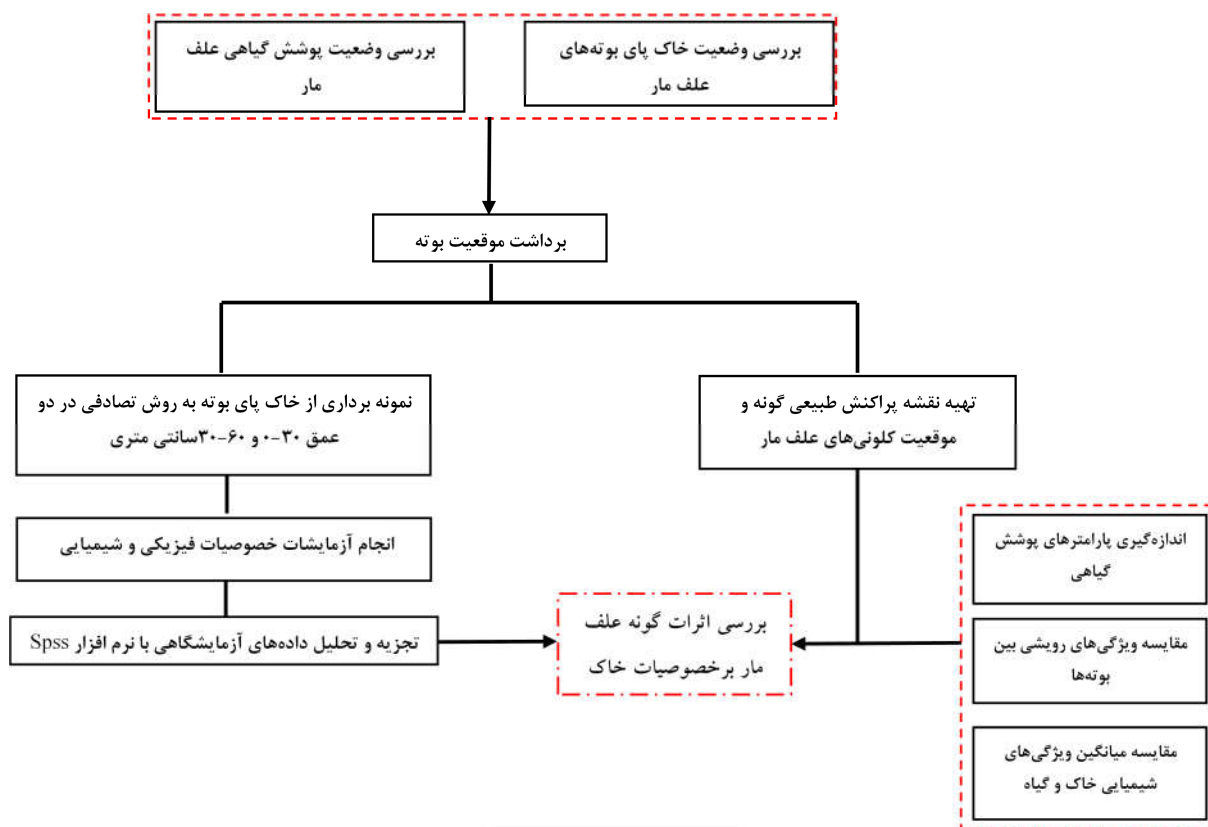 بررسی وضعیت خاک پای بوته‌های
علف مار
بررسی وضعیت پوشش گیاهی علف
مار
برداشت موقعیت بوته
تهیه نقشه پراکنش طبیعی گونه و
موقعیت کلونی‌های علف مار
نمونه برداری از خاک پای بوته به روش تصادفی در دو
عمق ۳۰-۰ و ۶۰-۳۰سانتی متری
انجام آزمایشات خصوصیات فیزیکی و شیمیایی
تجزیه و تحلیل داده‌های آزمایشگاهی با نرم افزار Spss
اندازه‌گیری پارامترهای پوشش
گیاهی
مقایسه ویژگی‌های رویشی بین
بوته‌ها
مقایسه میانگین ویژگی‌های
شیمیایی خاک و گیاه
بررسی اثرات گونه علف
مار برخصوصیات خاک